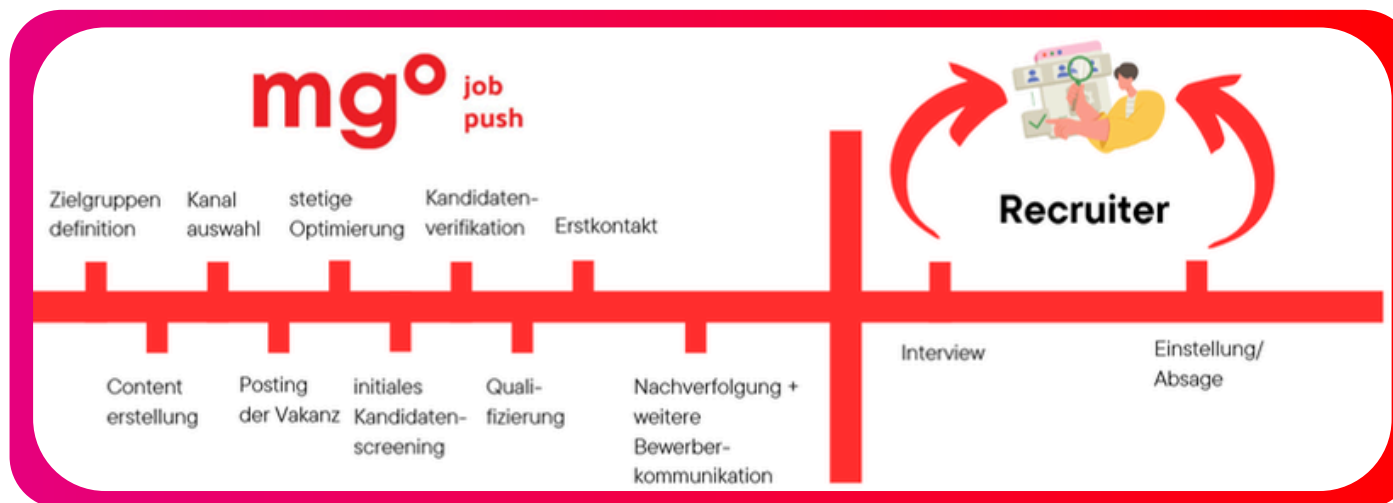 mgo
job
push
Zielgruppen
definition
Kanal
auswahl
stetige
Optimierung
Kandidaten-
verifikation
Erstkontakt
Content
erstellung
Posting
der Vakanz
initiales
Kandidaten-
screening
Quali-
fizierung
Nachverfolgung +
weitere
Bewerber-
kommunikation
Recruiter
Interview
Einstellung/
Absage